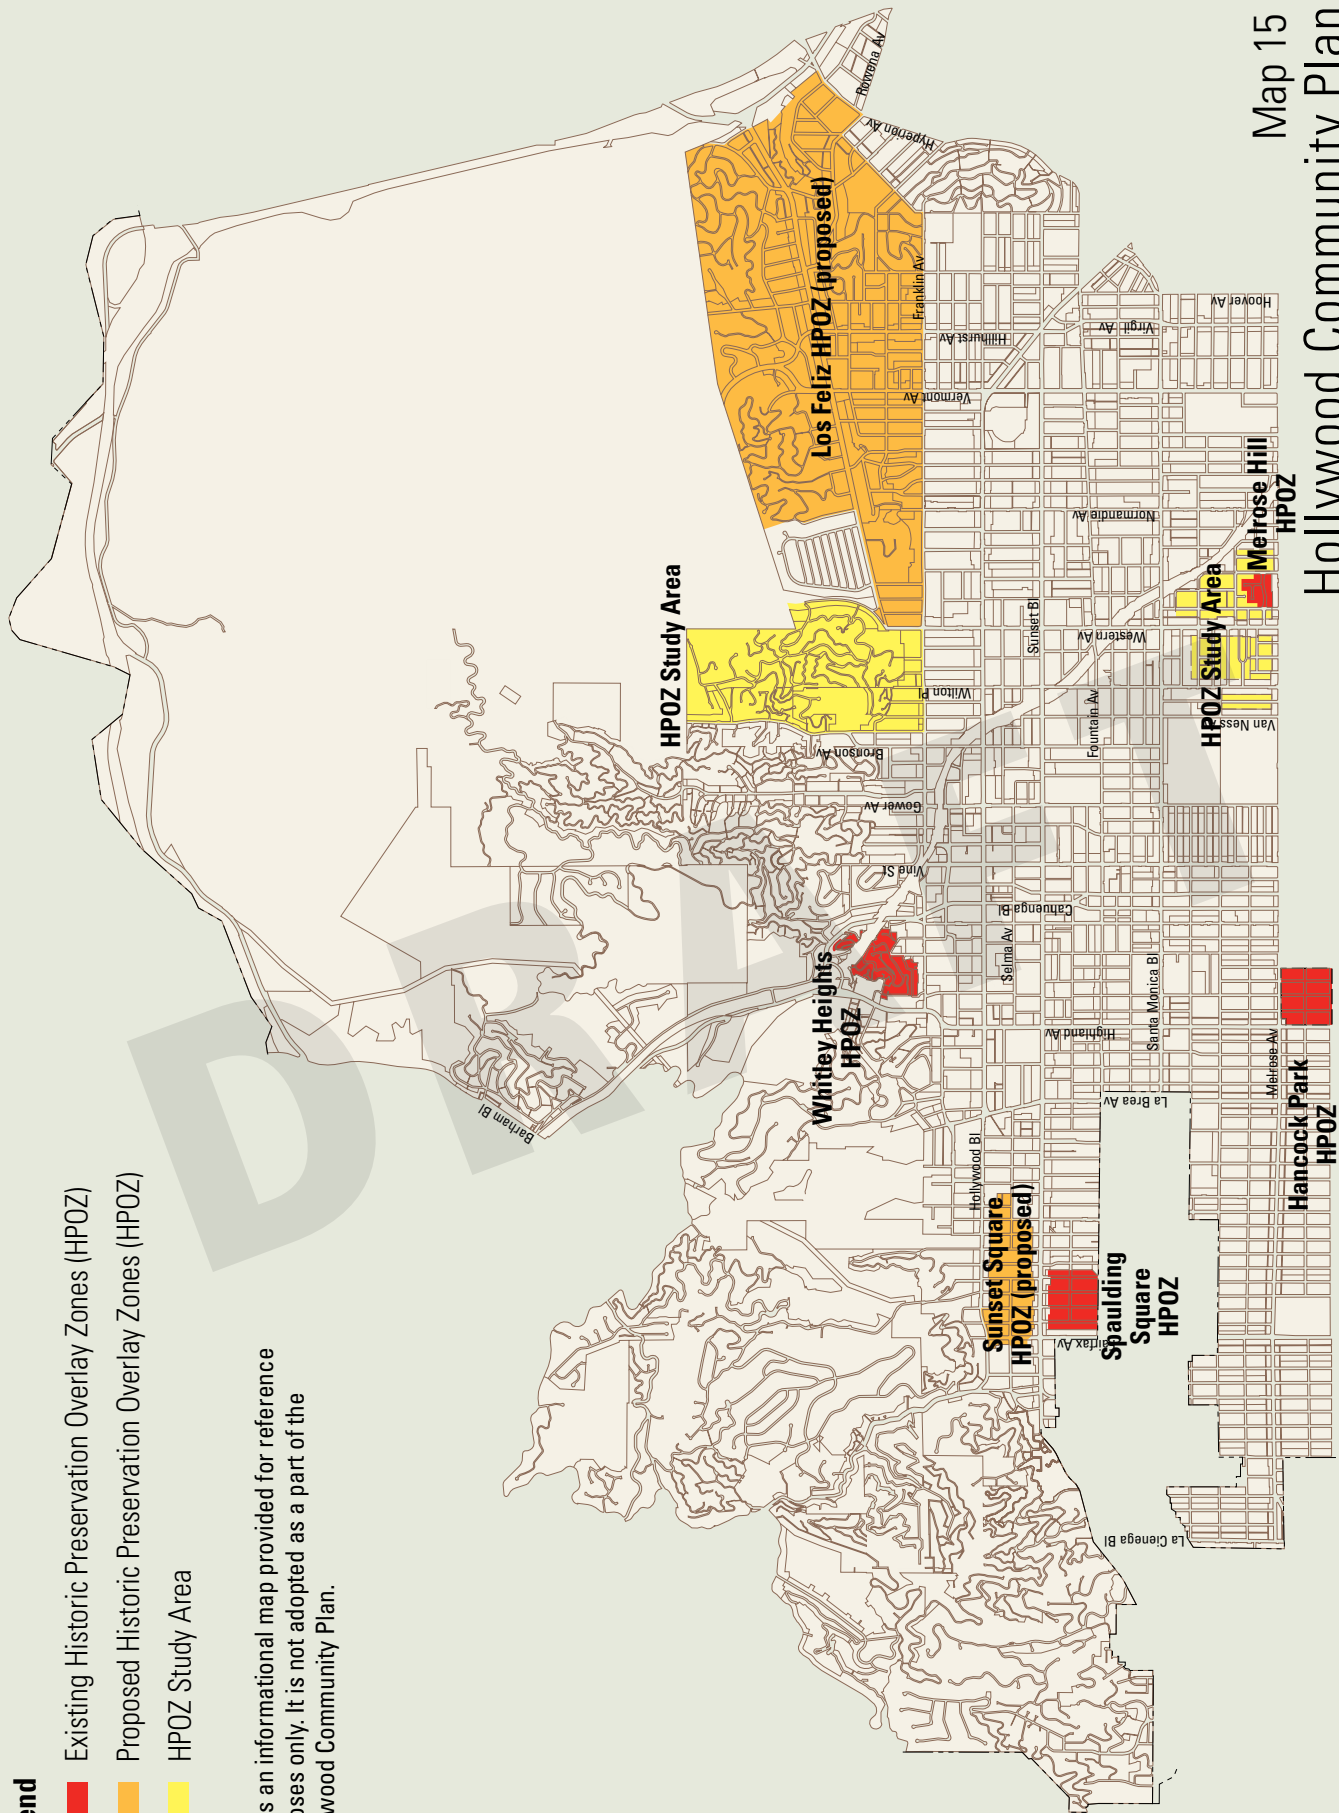 end
Existing Historic Preservation Overlay Zones (HPOZ)
Proposed Historic Preservation Overlay Zones (HPOZ)
HPOZ Study Area
s an informational map provided for reference
oses only. It is not adopted as a part of the
wood Community Plan.
DRAFT
Map 15
Hollywood Community Plan
Los Feliz HPOZ (proposed)
HPOZ Study Area
Whitley Heights
HPOZ
Sunset Square
HPOZ (proposed)
Spaulding
Square
HPOZ
Hancock Park
HPOZ
HPOZ Study Area
Melrose Hill
HPOZ
Rowena Av
Hyperion Av
Franklin Av
Hillhurst Av
Vermont Av
Virgil Av
Hoover Av
Normandie Av
Sunset Bl
Western Av
Wilton Pl
Fountain Av
Van Ness Av
Bronson Av
Gower Av
Vine St
Cahuenga Bl
Selma Av
Santa Monica Bl
Highland Av
Melrose Av
La Brea Av
Hollywood Bl
Barham Bl
Fairfax Av
La Cienega Bl